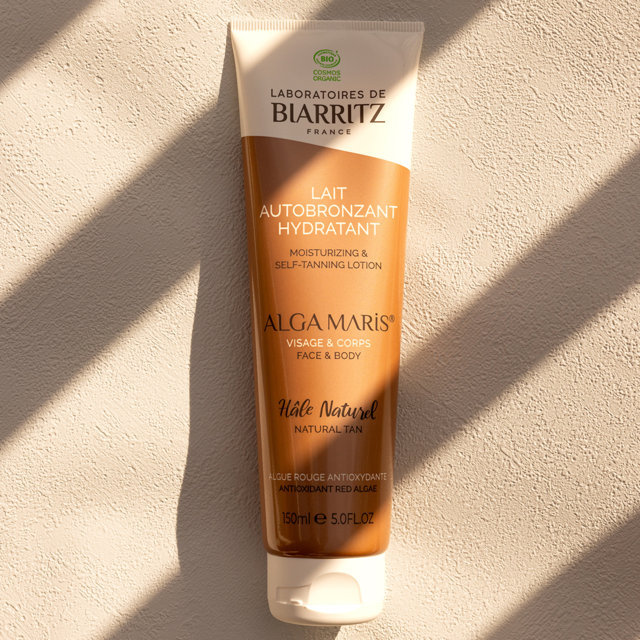 BIO
COSMOS
ORGANIC
LABORATOIRES DE
BIARRITZ
FRANCE
LAIT
AUTOBRONZANT
HYDRATANT
MOISTURIZING &
SELF-TANNING LOTION
ALGA MARIS®
VISAGE & CORPS
FACE & BODY
Hâle Naturel
NATURAL TAN
ALGUE ROUGE ANTIOXYDANTE
ANTIOXIDANT RED ALGAE
150ml ℮ 5.0FL.OZ